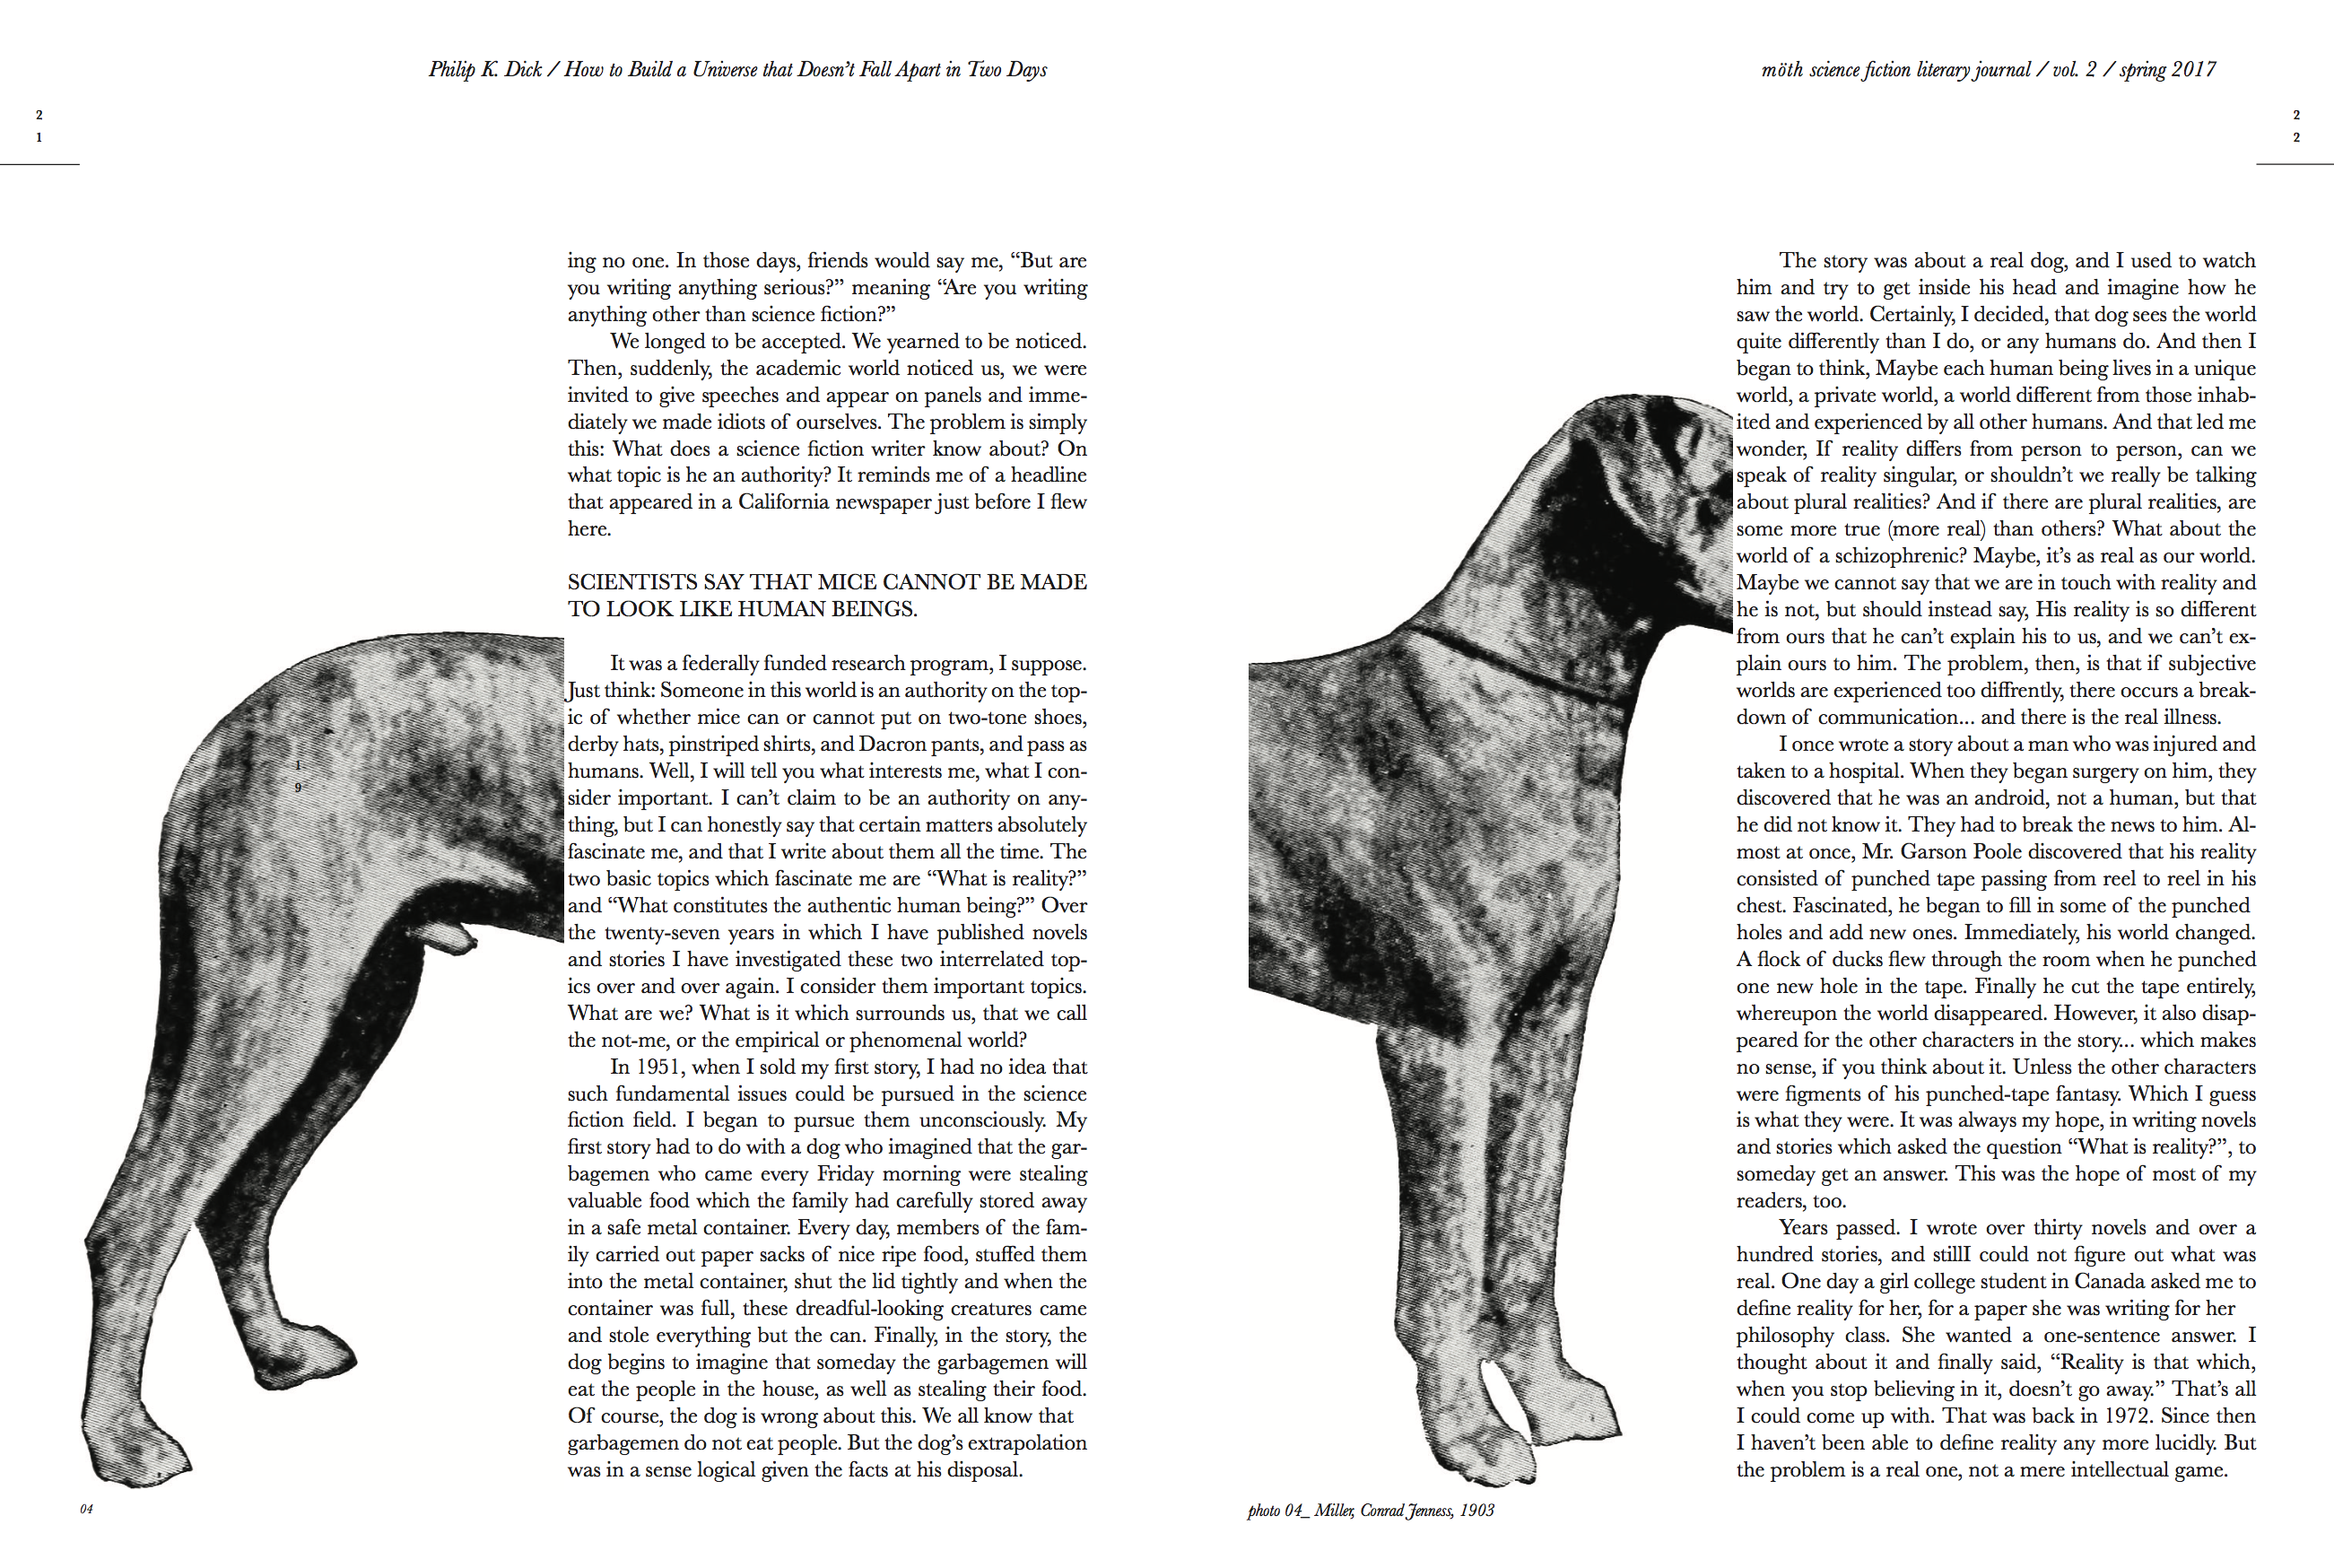 Philip K. Dick / How to Build a Universe that Doesn’t Fall Apart in Two Days
2
1
ing no one. In those days, friends would say me, “But are
you writing anything serious?” meaning “Are you writing
anything other than science fiction?”
We longed to be accepted. We yearned to be noticed.
Then, suddenly, the academic world noticed us, we were
invited to give speeches and appear on panels and imme-
diately we made idiots of ourselves. The problem is simply
this: What does a science fiction writer know about? On
what topic is he an authority? It reminds me of a headline
that appeared in a California newspaper just before I flew
here.
SCIENTISTS SAY THAT MICE CANNOT BE MADE
TO LOOK LIKE HUMAN BEINGS.
It was a federally funded research program, I suppose.
Just think: Someone in this world is an authority on the top-
ic of whether mice can or cannot put on two-tone shoes,
derby hats, pinstriped shirts, and Dacron pants, and pass as
humans. Well, I will tell you what interests me, what I con-
sider important. I can’t claim to be an authority on any-
thing, but I can honestly say that certain matters absolutely
fascinate me, and that I write about them all the time. The
two basic topics which fascinate me are “What is reality?”
and “What constitutes the authentic human being?” Over
the twenty-seven years in which I have published novels
and stories I have investigated these two interrelated top-
ics over and over again. I consider them important topics.
What are we? What is it which surrounds us, that we call
the not-me, or the empirical or phenomenal world?
In 1951, when I sold my first story, I had no idea that
such fundamental issues could be pursued in the science
fiction field. I began to pursue them unconsciously. My
first story had to do with a dog who imagined that the gar-
bagemen who came every Friday morning were stealing
valuable food which the family had carefully stored away
in a safe metal container. Every day, members of the fam-
ily carried out paper sacks of nice ripe food, stuffed them
into the metal container, shut the lid tightly and when the
container was full, these dreadful-looking creatures came
and stole everything but the can. Finally, in the story, the
dog begins to imagine that someday the garbagemen will
eat the people in the house, as well as stealing their food.
Of course, the dog is wrong about this. We all know that
garbagemen do not eat people. But the dog’s extrapolation
was in a sense logical given the facts at his disposal.
1
9
04
möth science fiction literary journal / vol. 2 / spring 2017
2
2
The story was about a real dog, and I used to watch
him and try to get inside his head and imagine how he
saw the world. Certainly, I decided, that dog sees the world
quite differently than I do, or any humans do. And then I
began to think, Maybe each human being lives in a unique
world, a private world, a world different from those inhab-
ited and experienced by all other humans. And that led me
wonder, If reality differs from person to person, can we
speak of reality singular, or shouldn’t we really be talking
about plural realities? And if there are plural realities, are
some more true (more real) than others? What about the
world of a schizophrenic? Maybe, it’s as real as our world.
Maybe we cannot say that we are in touch with reality and
he is not, but should instead say, His reality is so different
from ours that he can’t explain his to us, and we can’t ex-
plain ours to him. The problem, then, is that if subjective
worlds are experienced too diffrently, there occurs a break-
down of communication... and there is the real illness.
I once wrote a story about a man who was injured and
taken to a hospital. When they began surgery on him, they
discovered that he was an android, not a human, but that
he did not know it. They had to break the news to him. Al-
most at once, Mr. Garson Poole discovered that his reality
consisted of punched tape passing from reel to reel in his
chest. Fascinated, he began to fill in some of the punched
holes and add new ones. Immediately, his world changed.
A flock of ducks flew through the room when he punched
one new hole in the tape. Finally he cut the tape entirely,
whereupon the world disappeared. However, it also disap-
peared for the other characters in the story... which makes
no sense, if you think about it. Unless the other characters
were figments of his punched-tape fantasy. Which I guess
is what they were. It was always my hope, in writing novels
and stories which asked the question “What is reality?”, to
someday get an answer. This was the hope of most of my
readers, too.
Years passed. I wrote over thirty novels and over a
hundred stories, and stillI could not figure out what was
real. One day a girl college student in Canada asked me to
define reality for her, for a paper she was writing for her
philosophy class. She wanted a one-sentence answer. I
thought about it and finally said, “Reality is that which,
when you stop believing in it, doesn’t go away.” That’s all
I could come up with. That was back in 1972. Since then
I haven’t been able to define reality any more lucidly. But
the problem is a real one, not a mere intellectual game.
photo 04_ Miller, Conrad Jenness, 1903